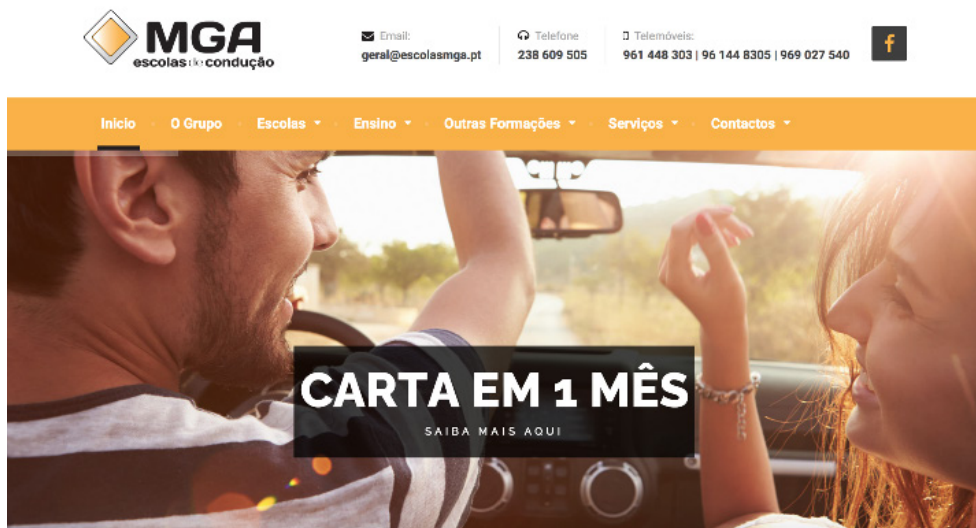 MGA
escolas de condução
Email:
geral@escolasmga.pt
Telefone
238 609 505
Telemóveis:
961 448 303 | 96 144 8305 | 969 027 540
f
Inicio
O Grupo
Escolas
Ensino
Outras Formações
Serviços
Contactos
CARTA EM 1 MÊS
SAIBA MAIS AQUI